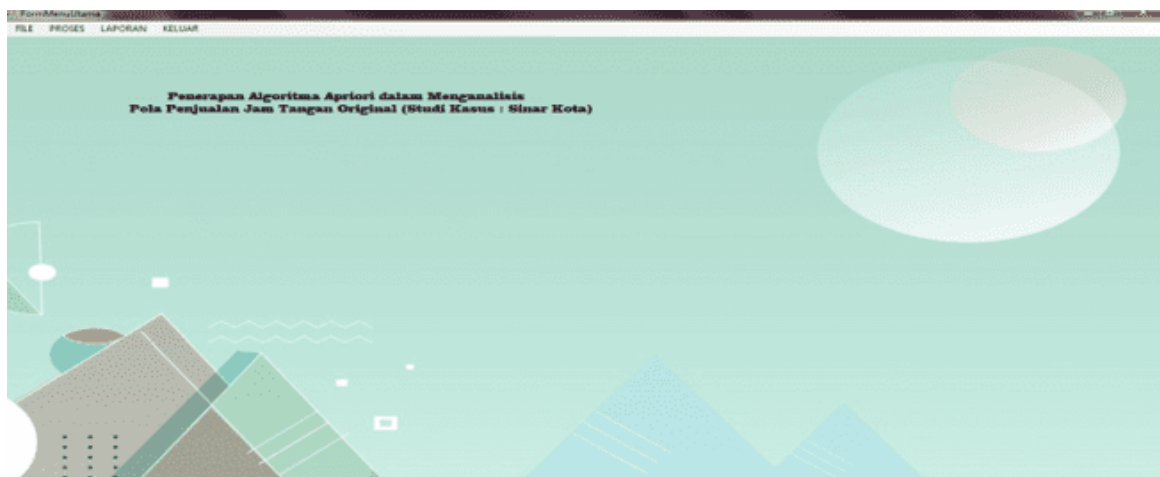 FormMenuUtama
FILE PROSES LAPORAN KELUAR
Penerapan Algoritma Apriori dalam Menganalisis
Pola Penjualan Jam Tangan Original (Studi Kasus : Sinar Kota)